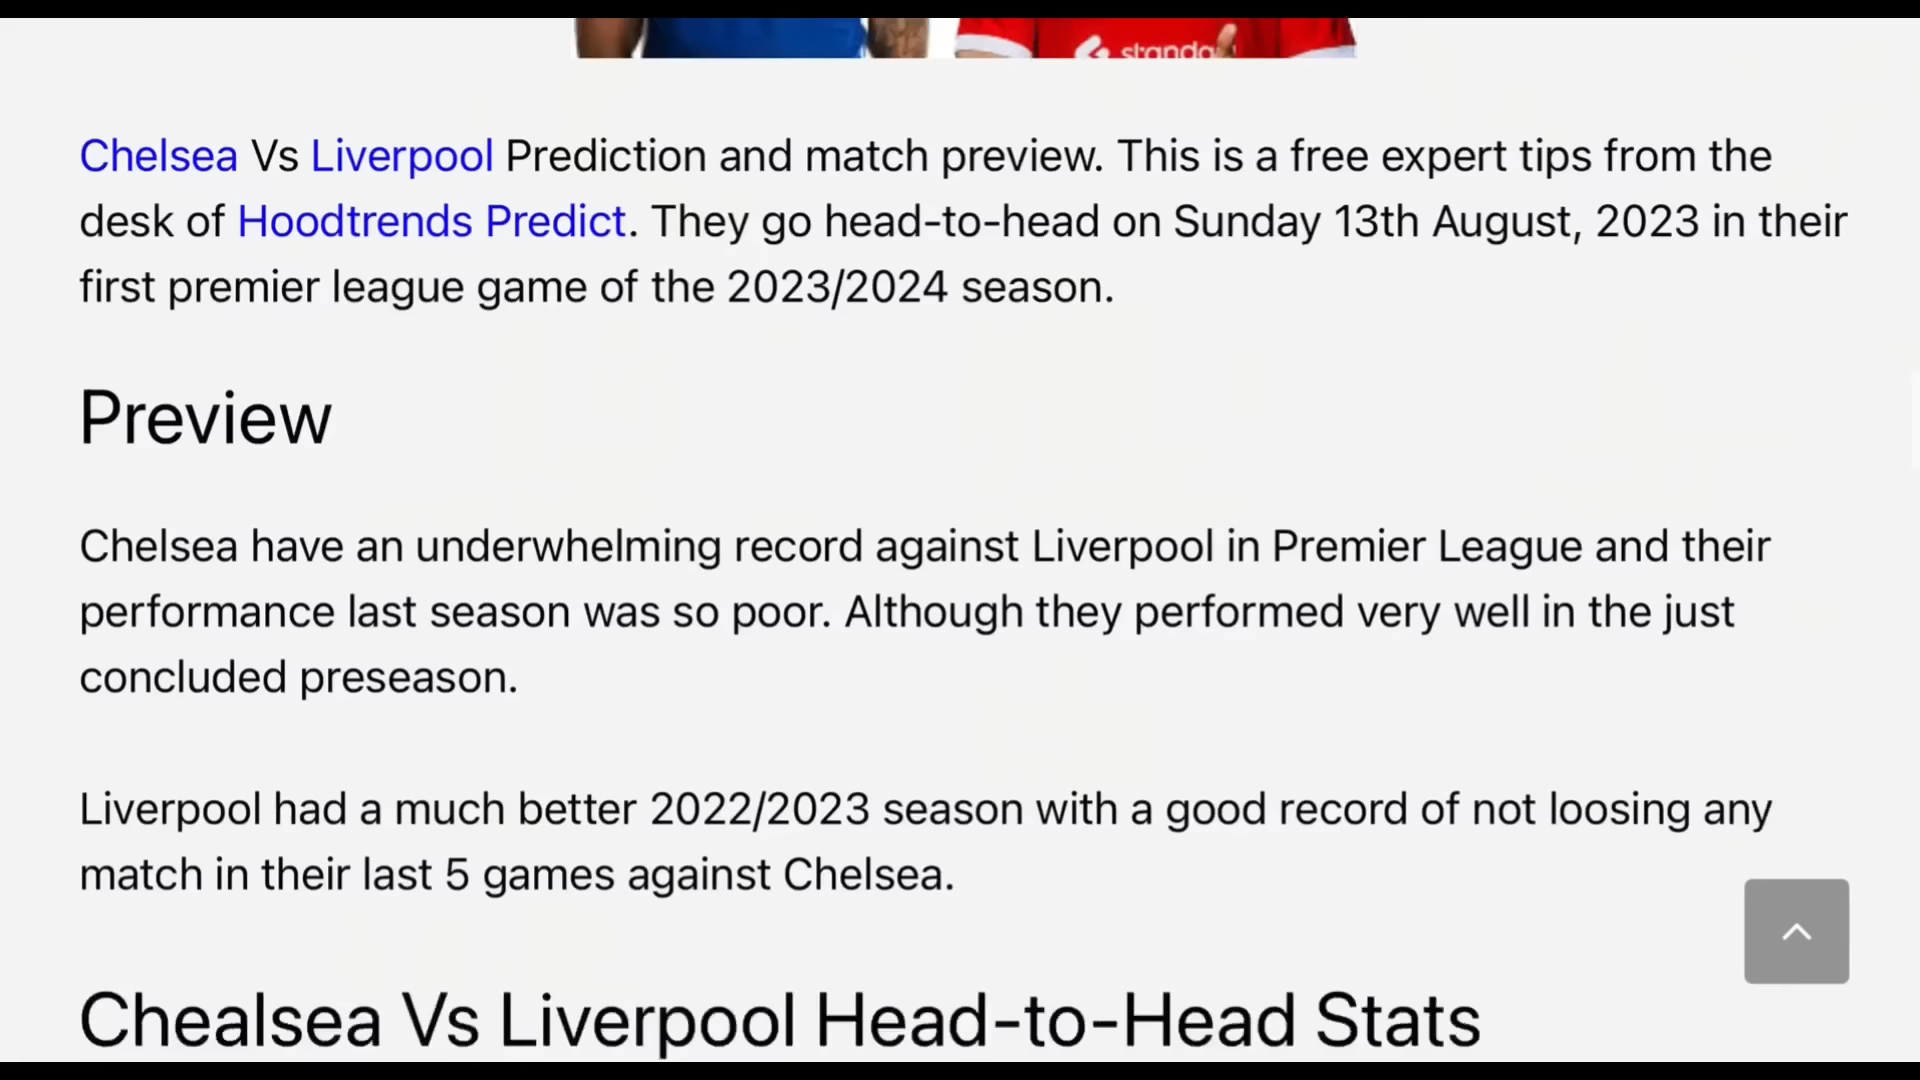 standa
Chelsea Vs Liverpool Prediction and match preview. This is a free expert tips from the
desk of Hoodtrends Predict. They go head-to-head on Sunday 13th August, 2023 in their
first premier league game of the 2023/2024 season.
Preview
Chelsea have an underwhelming record against Liverpool in Premier League and their
performance last season was so poor. Although they performed very well in the just
concluded preseason.
Liverpool had a much better 2022/2023 season with a good record of not loosing any
match in their last 5 games against Chelsea.
Chealsea Vs Liverpool Head-to-Head Stats